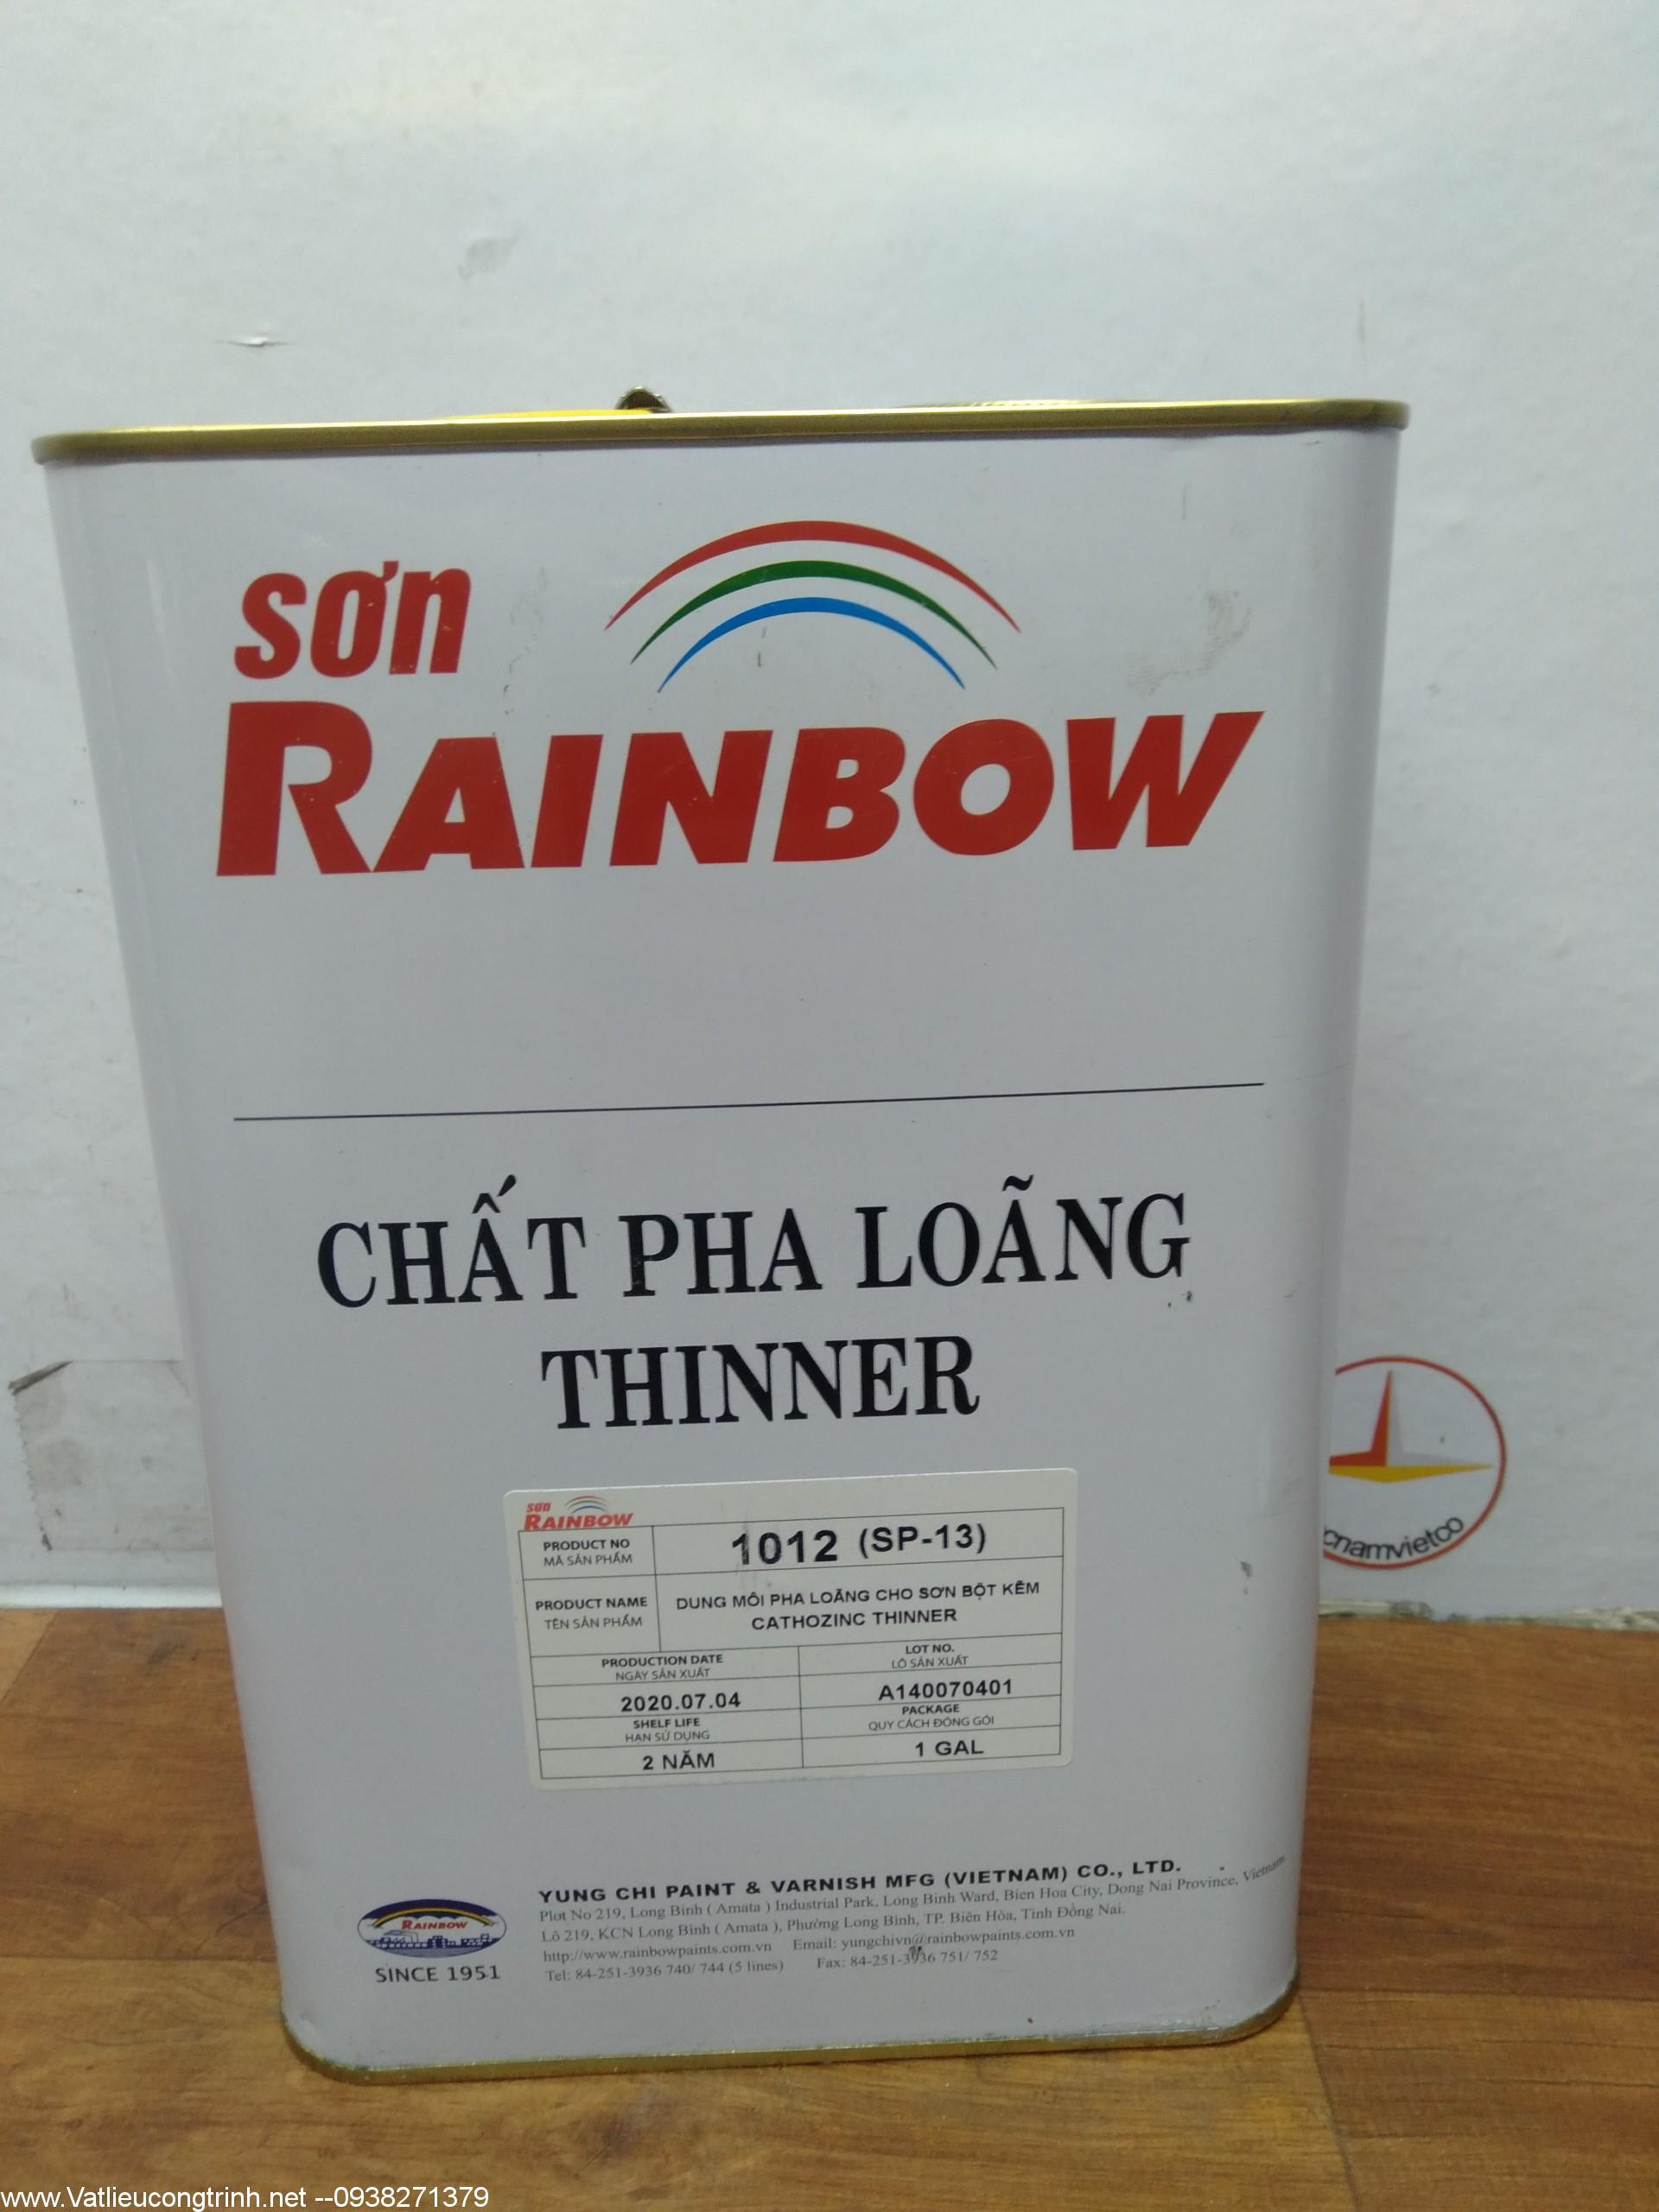 sơn
RAINBOW
CHẤT PHA LOÃNG
THINNER
sơn
RAINBOW
PRODUCT NO
MÃ SẢN PHẨM
1012 (SP-13)
PRODUCT NAME
TÊN SẢN PHẨM
DUNG MÔI PHA LOÃNG CHO SƠN BỘT KẼM
CATHOZINC THINNER
PRODUCTION DATE
NGÀY SẢN XUẤT
LOT NO.
LÔ SẢN XUẤT
2020.07.04
A140070401
SHELF LIFE
HẠN SỬ DỤNG
PACKAGE
QUY CÁCH ĐÓNG GÓI
2 NĂM
1 GAL
YUNG CHI PAINT & VARNISH MFG (VIETNAM) CO., LTD.
Plot No 219, Long Binh ( Amata ) Industrial Park, Long Binh Ward, Bien Hoa City, Dong Nai Province, Vietnam
Lô 219, KCN Long Bình ( Amata ), Phường Long Bình, TP. Biên Hòa, Tỉnh Đồng Nai.
http://www.rainbowpaints.com.vn Email: yungchivn@rainbowpaints.com.vn
Tel: 84-251-3936 740/ 744 (5 lines) Fax: 84-251-3936 751/ 752
RAINBOW
SINCE 1951
cnamvietco
www.Vatlieucongtrinh.net --0938271379